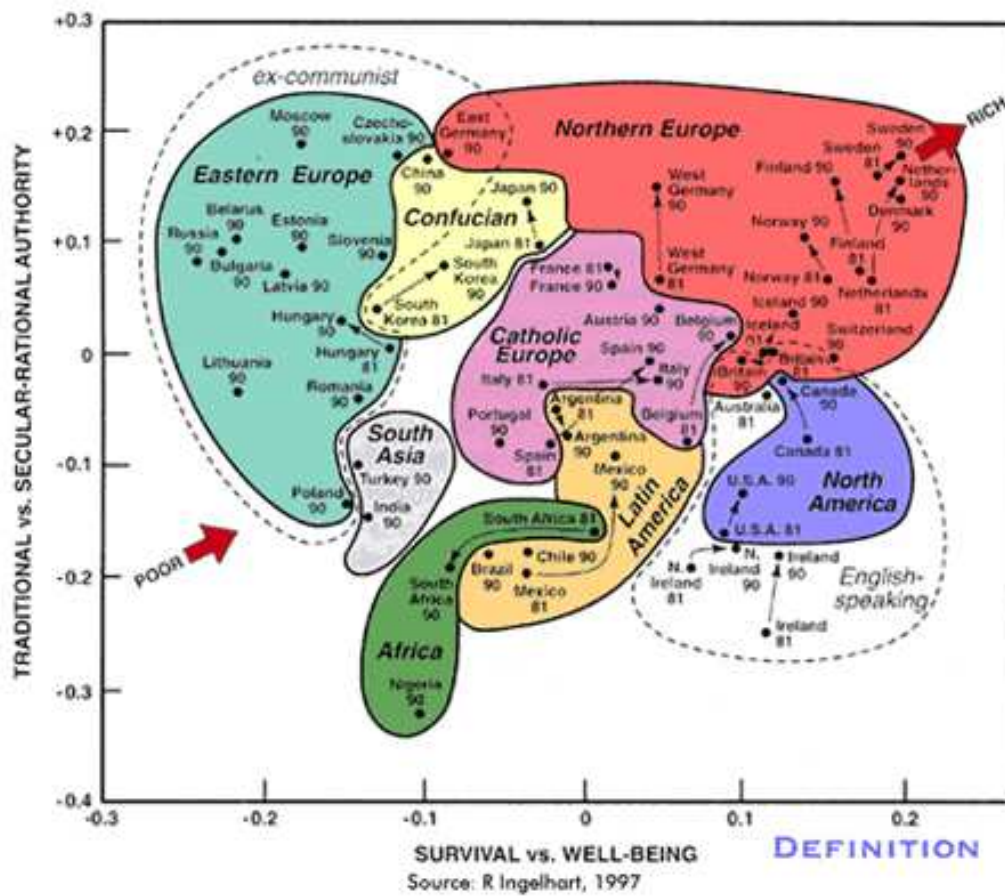 +0.3
+0.2
+0.1
0
-0.1
-0.2
-0.3
-0.4
TRADITIONAL vs. SECULAR-RATIONAL AUTHORITY
ex-communist
Moscow
90
Czecho-
slovakia 90
East
Germany
90
Northern Europe
RICH
Sweden
90
Sweden
81
Finland 90
Nether-
lands
90
Denmark
90
Eastern Europe
China
90
Japan 90
West
Germany
90
Confucian
Belarus
90
Russia
90
Estonia
90
Slovenia
90
Bulgaria
90
Latvia 90
Japan 81
South
Korea
90
South
Korea 81
Norway 90
Finland
81
Norway 81
Netherlands
81
West
Germany
81
France 81
France 90
Iceland 90
Iceland
81
Switzerland
90
Hungary
90
Hungary
81
Austria 90
Belgium
90
Catholic
Europe
Spain 90
Italy
90
Italy 81
Britain
90
Britain
81
Lithuania
90
Romania
90
Argentina
81
Argentina
90
Belgium
81
Australia
81
Canada
90
Canada 81
Portugal
90
Spain
81
South
Asia
Turkey 90
India
90
Mexico
90
Latin
America
U.S.A. 90
U.S.A. 81
North
America
Poland
90
POOR
South Africa 81
South
Africa
90
Brazil
90
Chile 90
Mexico
81
N.
Ireland
81
N.
Ireland
90
Ireland
90
English-
speaking
Ireland
81
Africa
Nigeria
90
-0.3
-0.2
-0.1
0
0.1
0.2
SURVIVAL vs. WELL-BEING
DEFINITION
Source: R Ingelhart, 1997